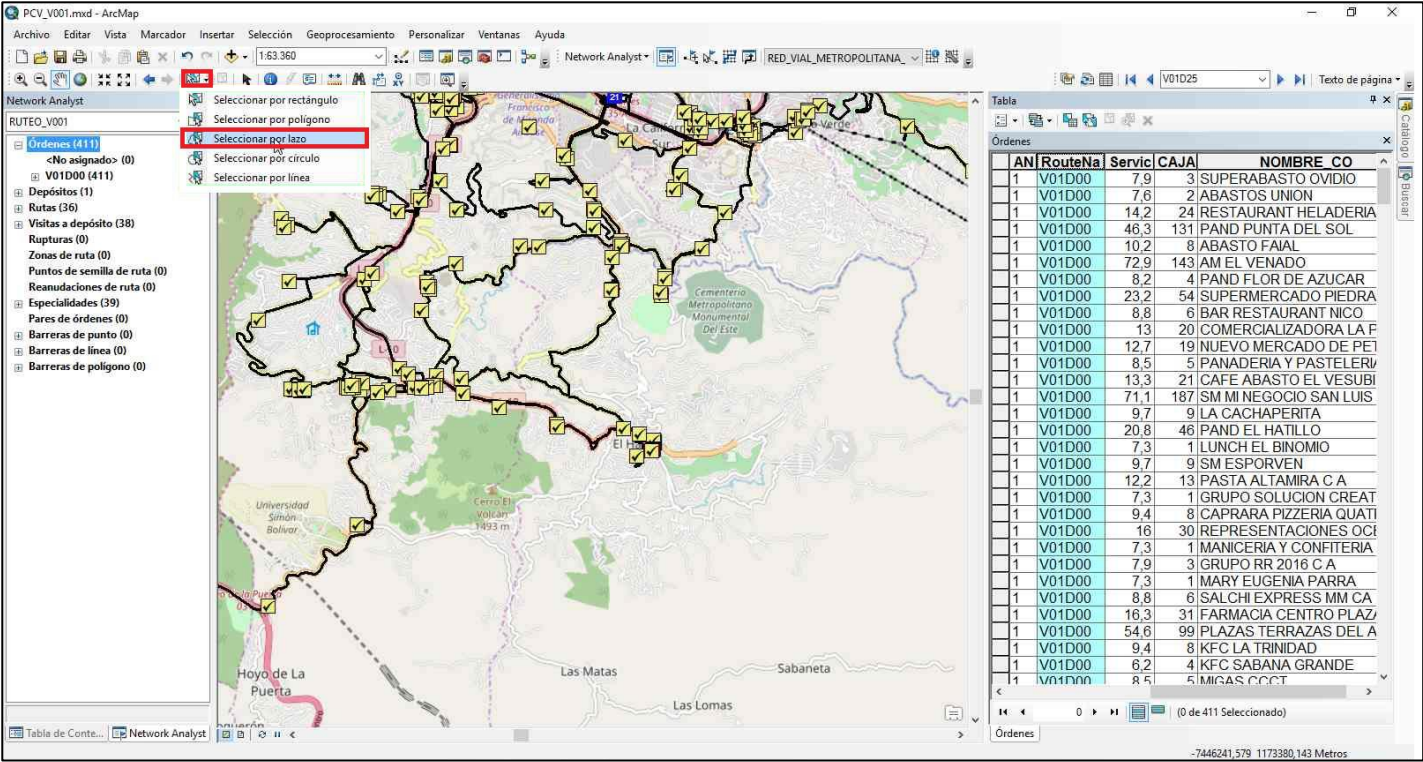 PCV_V001.mxd - ArcMap
Archivo Editar Vista Marcador Insertar Selección Geoprocesamiento Personalizar Ventanas Ayuda
1:63.360 Network Analyst RED_VIAL_METROPOLITANA_
V01D25 Texto de página
Network Analyst
RUTEO_V001
Órdenes (411)
<No asignado> (0)
V01D00 (411)
Depósitos (1)
Rutas (36)
Visitas a depósito (38)
Rupturas (0)
Zonas de ruta (0)
Puntos de semilla de ruta (0)
Reanudaciones de ruta (0)
Especialidades (39)
Pares de órdenes (0)
Barreras de punto (0)
Barreras de línea (0)
Barreras de polígono (0)
Seleccionar por rectángulo
Seleccionar por polígono
Seleccionar por lazo
Seleccionar por círculo
Seleccionar por línea
21
Francisco
de
Sur
Verde
Cementerio
Metropolitano
Monumental
Del Este
L-10
El
Cerro El
Volcán
1493 m
Universidad
Simón
Bolívar
Hoyo de La
Puerta
Las Matas
Sabaneta
Las Lomas
Tabla
Órdenes
AN RouteNa Servic CAJA NOMBRE_CO
1 V01D00 7,9 3 SUPERABASTO OVIDIO
1 V01D00 7,6 2 ABASTOS UNION
1 V01D00 14,2 24 RESTAURANT HELADERIA
1 V01D00 46,3 131 PAND PUNTA DEL SOL
1 V01D00 10,2 8 ABASTO FAIAL
1 V01D00 72,9 143 AM EL VENADO
1 V01D00 8,2 4 PAND FLOR DE AZUCAR
1 V01D00 23,2 54 SUPERMERCADO PIEDRA
1 V01D00 8,8 6 BAR RESTAURANT NICO
1 V01D00 13 20 COMERCIALIZADORA LA P
1 V01D00 12,7 19 NUEVO MERCADO DE PET
1 V01D00 8,5 5 PANADERIA Y PASTELERI
1 V01D00 13,3 21 CAFE ABASTO EL VESUBI
1 V01D00 71,1 187 SM MI NEGOCIO SAN LUIS
1 V01D00 9,7 9 LA CACHAPERITA
1 V01D00 20,8 46 PAND EL HATILLO
1 V01D00 7,3 1 LUNCH EL BINOMIO
1 V01D00 9,7 9 SM ESPORVEN
1 V01D00 12,2 13 PASTA ALTAMIRA C A
1 V01D00 7,3 1 GRUPO SOLUCION CREAT
1 V01D00 9,4 8 CAPRARA PIZZERIA QUATI
1 V01D00 16 30 REPRESENTACIONES OCE
1 V01D00 7,3 1 MANICERIA Y CONFITERIA
1 V01D00 7,9 3 GRUPO RR 2016 C A
1 V01D00 7,3 1 MARY EUGENIA PARRA
1 V01D00 8,8 6 SALCHI EXPRESS MM CA
1 V01D00 16,3 31 FARMACIA CENTRO PLAZA
1 V01D00 54,6 99 PLAZAS TERRAZAS DEL A
1 V01D00 9,4 8 KFC LA TRINIDAD
1 V01D00 6,2 4 KFC SABANA GRANDE
1 V01D00 8,5 5 MIGAS CCCT
0 (0 de 411 Seleccionado)
Órdenes
Catálogo
Buscar
Tabla de Conte... Network Analyst
-7446241,579 1173380,143 Metros